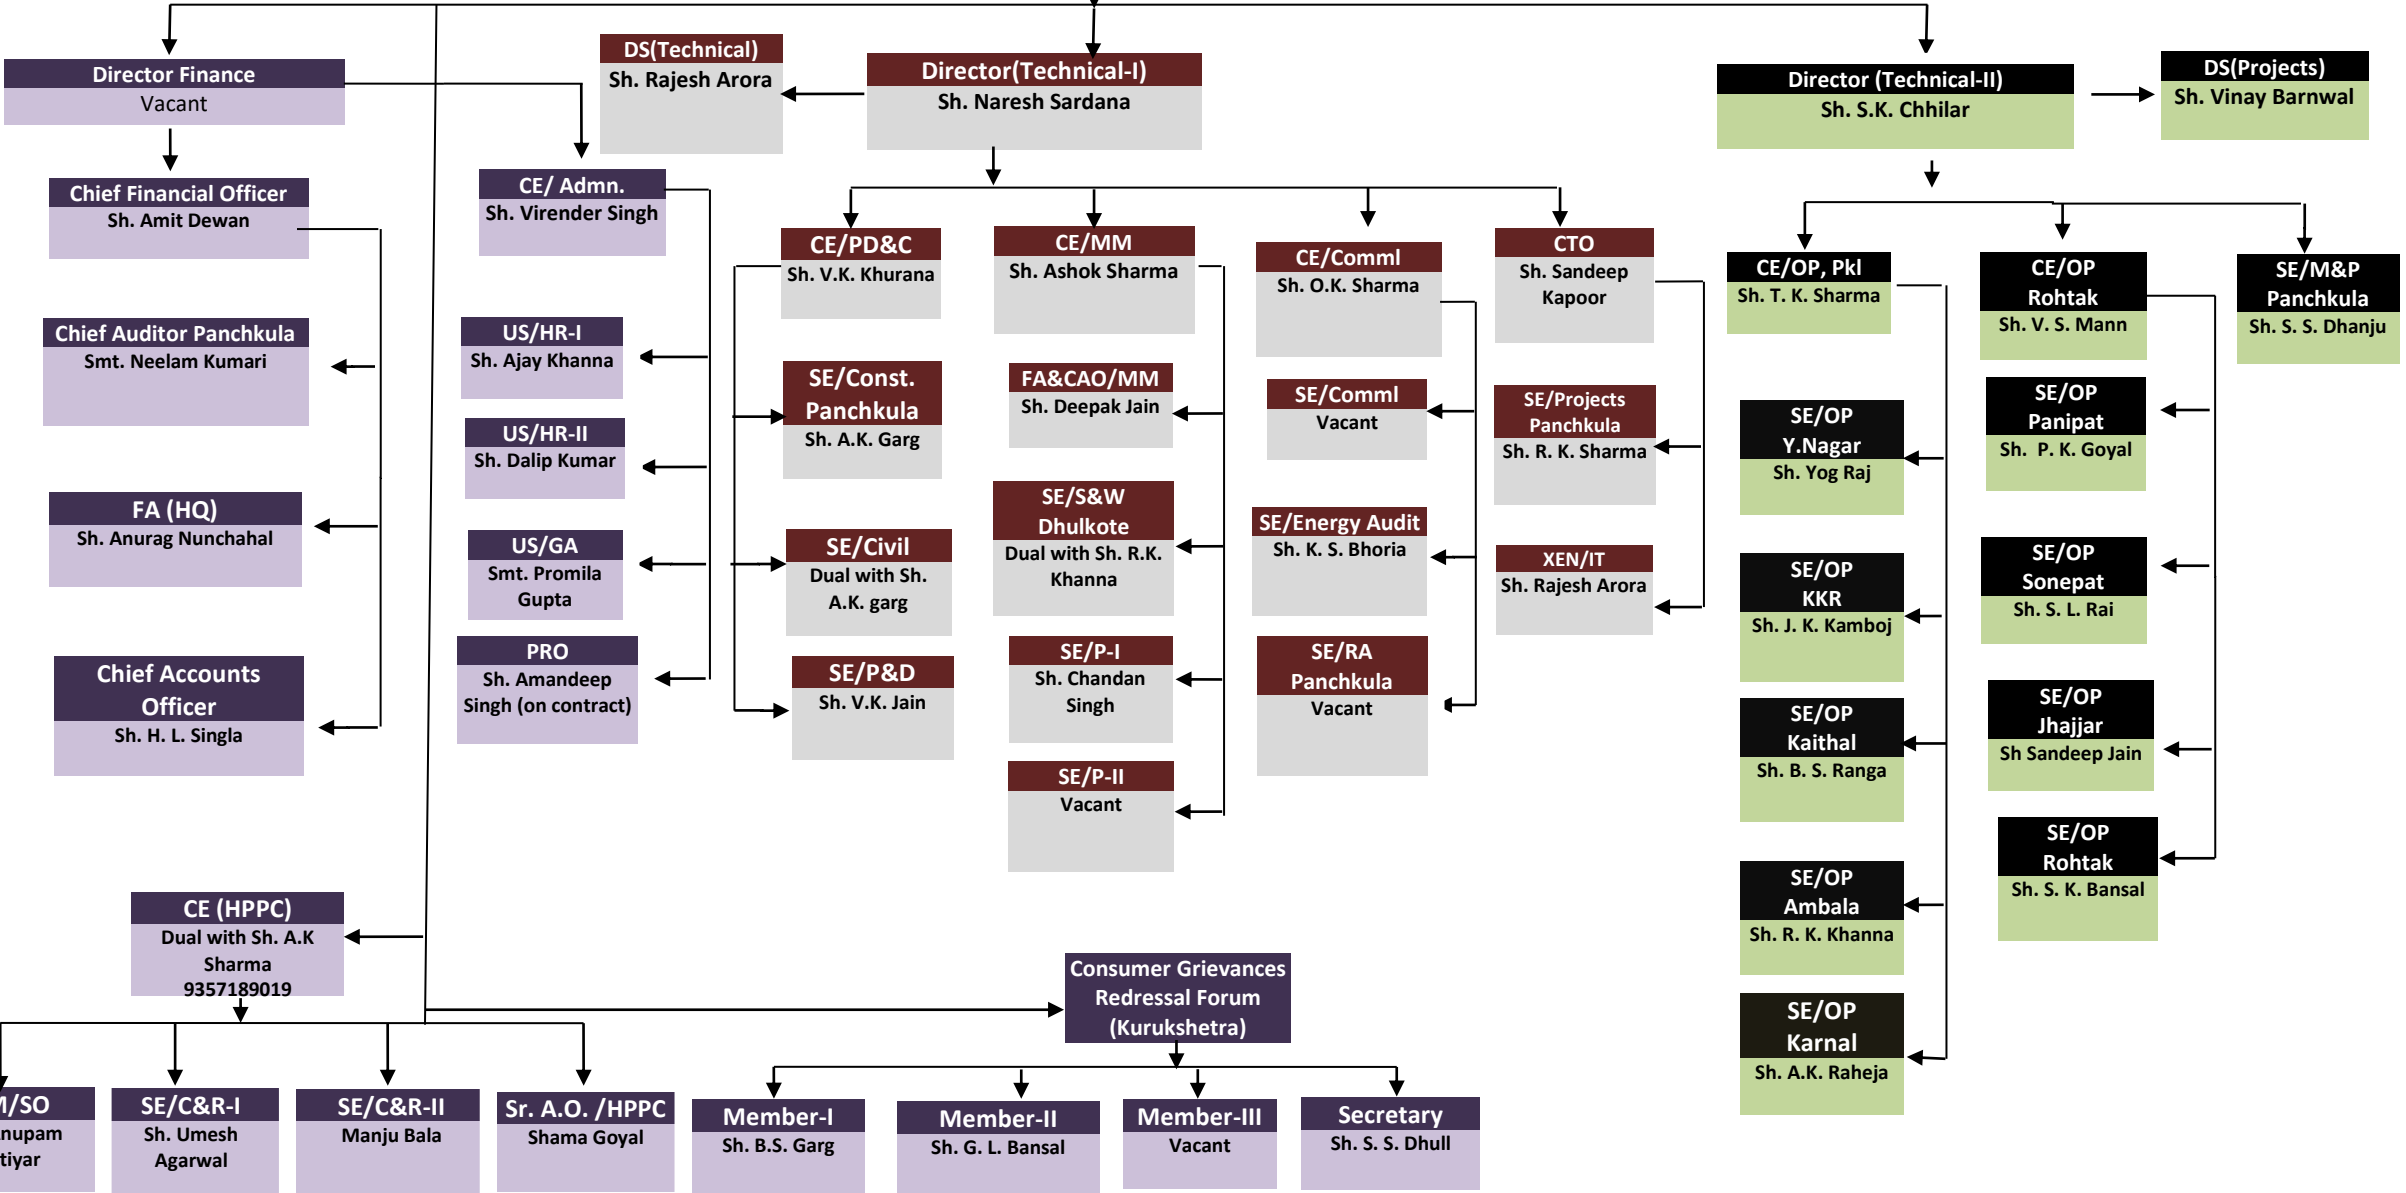 Director Finance
Vacant
DS(Technical)
Sh. Rajesh Arora
Director(Technical-I)
Sh. Naresh Sardana
Director (Technical-II)
Sh. S.K. Chhilar
DS(Projects)
Sh. Vinay Barnwal
Chief Financial Officer
Sh. Amit Dewan
Chief Auditor Panchkula
Smt. Neelam Kumari
FA (HQ)
Sh. Anurag Nunchahal
Chief Accounts
Officer
Sh. H. L. Singla
CE/ Admn.
Sh. Virender Singh
US/HR-I
Sh. Ajay Khanna
US/HR-II
Sh. Dalip Kumar
US/GA
Smt. Promila
Gupta
PRO
Sh. Amandeep
Singh (on contract)
CE/PD&C
Sh. V.K. Khurana
SE/Const.
Panchkula
Sh. A.K. Garg
SE/Civil
Dual with Sh.
A.K. garg
SE/P&D
Sh. V.K. Jain
CE/MM
Sh. Ashok Sharma
FA&CAO/MM
Sh. Deepak Jain
SE/S&W
Dhulkote
Dual with Sh. R.K.
Khanna
SE/P-I
Sh. Chandan
Singh
SE/P-II
Vacant
CE/Comml
Sh. O.K. Sharma
SE/Comml
Vacant
SE/Energy Audit
Sh. K. S. Bhoria
SE/RA
Panchkula
Vacant
CTO
Sh. Sandeep
Kapoor
SE/Projects
Panchkula
Sh. R. K. Sharma
XEN/IT
Sh. Rajesh Arora
CE/OP, Pkl
Sh. T. K. Sharma
SE/OP
Y.Nagar
Sh. Yog Raj
SE/OP
KKR
Sh. J. K. Kamboj
SE/OP
Kaithal
Sh. B. S. Ranga
SE/OP
Ambala
Sh. R. K. Khanna
SE/OP
Karnal
Sh. A.K. Raheja
CE/OP
Rohtak
Sh. V. S. Mann
SE/OP
Panipat
Sh. P. K. Goyal
SE/OP
Sonepat
Sh. S. L. Rai
SE/OP
Jhajjar
Sh Sandeep Jain
SE/OP
Rohtak
Sh. S. K. Bansal
SE/M&P
Panchkula
Sh. S. S. Dhanju
CE (HPPC)
Dual with Sh. A.K
Sharma
9357189019
/SO
nupam
tiyar
SE/C&R-I
Sh. Umesh
Agarwal
SE/C&R-II
Manju Bala
Sr. A.O. /HPPC
Shama Goyal
Consumer Grievances
Redressal Forum
(Kurukshetra)
Member-I
Sh. B.S. Garg
Member-II
Sh. G. L. Bansal
Member-III
Vacant
Secretary
Sh. S. S. Dhull